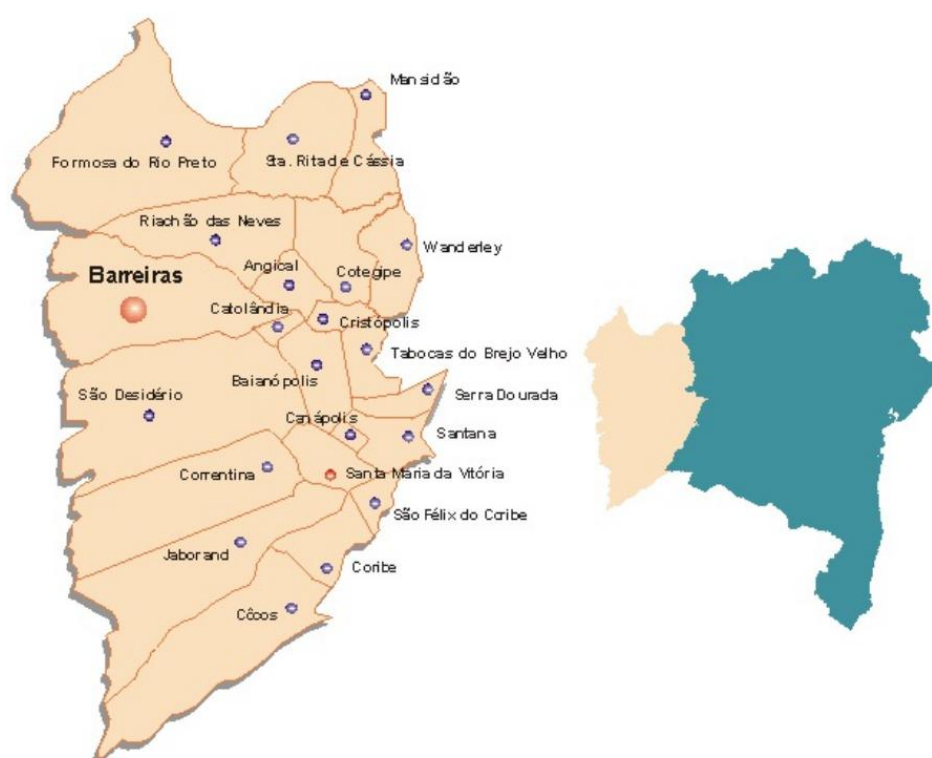 Mansidão
Formosa do Rio Preto
Sta. Rita de Cássia
Riachão das Neves
Wanderley
Angical
Cotegipe
Barreiras
Catolândia
Cristópolis
Tabocas do Brejo Velho
Baianópolis
São Desidério
Serra Dourada
Canápolis
Santana
Correntina
Santa Maria da Vitória
São Félix do Coribe
Jaborand
Coribe
Côcos